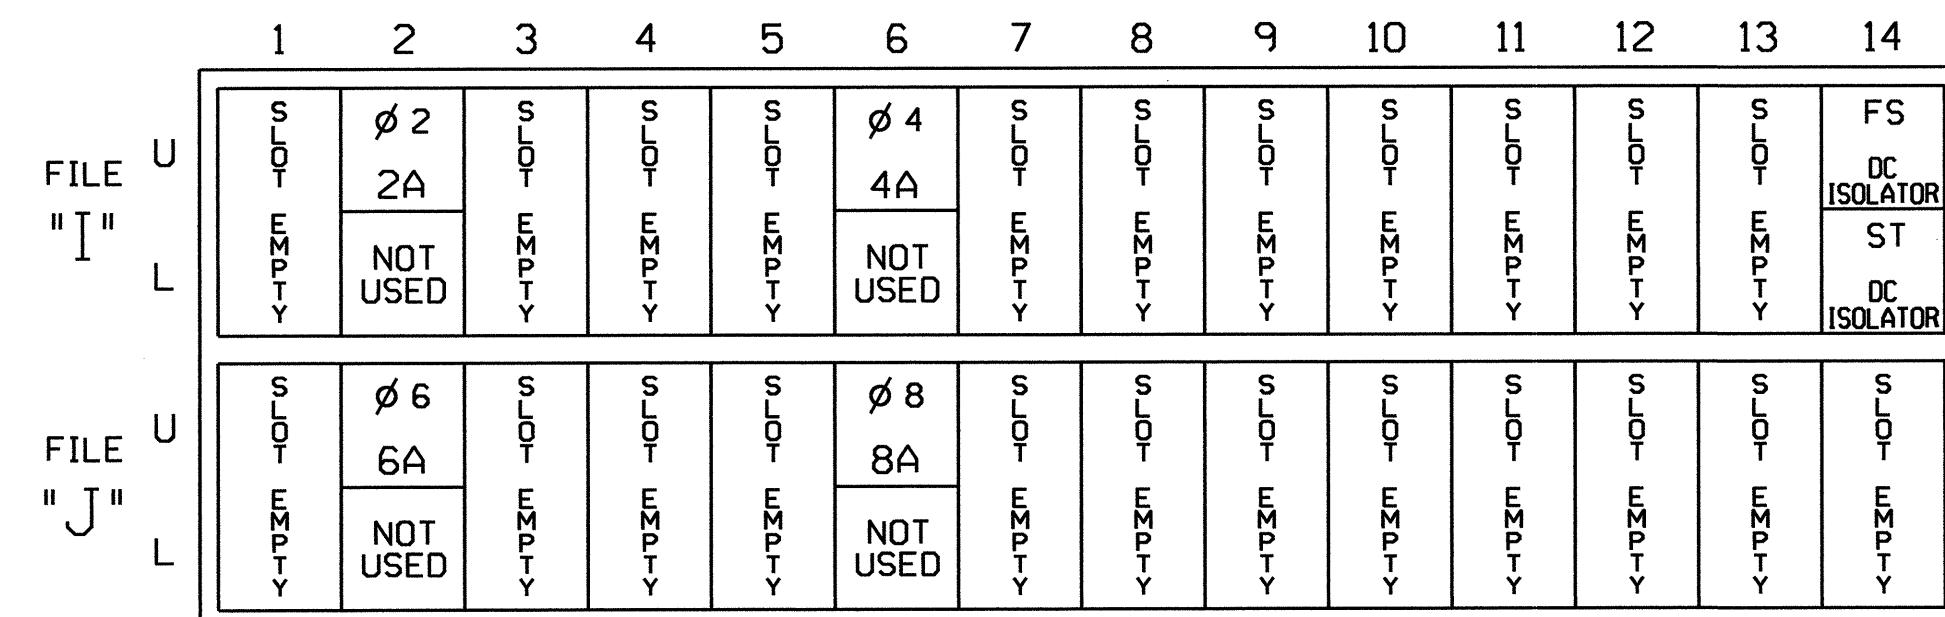 1 2 3 4 5 6 7 8 9 10 11 12 13 14
FILE "I"
U
L
SLOT EMPTY
Ø 2
2A
NOT USED
SLOT EMPTY
SLOT EMPTY
SLOT EMPTY
Ø 4
4A
NOT USED
SLOT EMPTY
SLOT EMPTY
SLOT EMPTY
SLOT EMPTY
SLOT EMPTY
SLOT EMPTY
SLOT EMPTY
FS
DC
ISOLATOR
ST
DC
ISOLATOR
FILE "J"
U
L
SLOT EMPTY
Ø 6
6A
NOT USED
SLOT EMPTY
SLOT EMPTY
SLOT EMPTY
Ø 8
8A
NOT USED
SLOT EMPTY
SLOT EMPTY
SLOT EMPTY
SLOT EMPTY
SLOT EMPTY
SLOT EMPTY
SLOT EMPTY
SLOT EMPTY